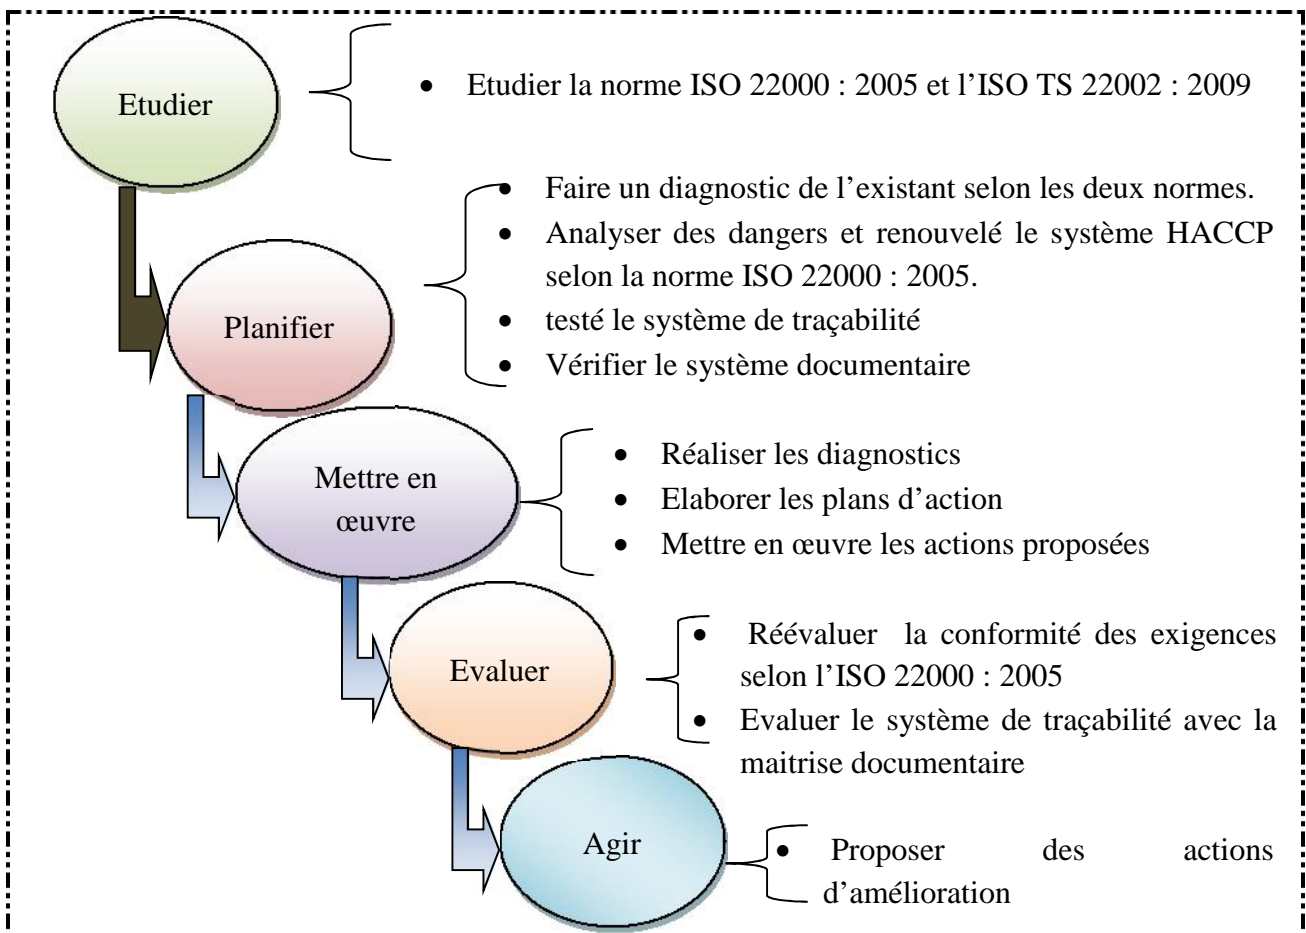 Etudier
• Etudier la norme ISO 22000 : 2005 et l’ISO TS 22002 : 2009
Planifier
• Faire un diagnostic de l’existant selon les deux normes.
• Analyser des dangers et renouvelé le système HACCP
selon la norme ISO 22000 : 2005.
• testé le système de traçabilité
• Vérifier le système documentaire
Mettre en
œuvre
• Réaliser les diagnostics
• Elaborer les plans d’action
• Mettre en œuvre les actions proposées
Evaluer
• Réévaluer la conformité des exigences
selon l’ISO 22000 : 2005
• Evaluer le système de traçabilité avec la
maitrise documentaire
Agir
• Proposer des actions
d’amélioration